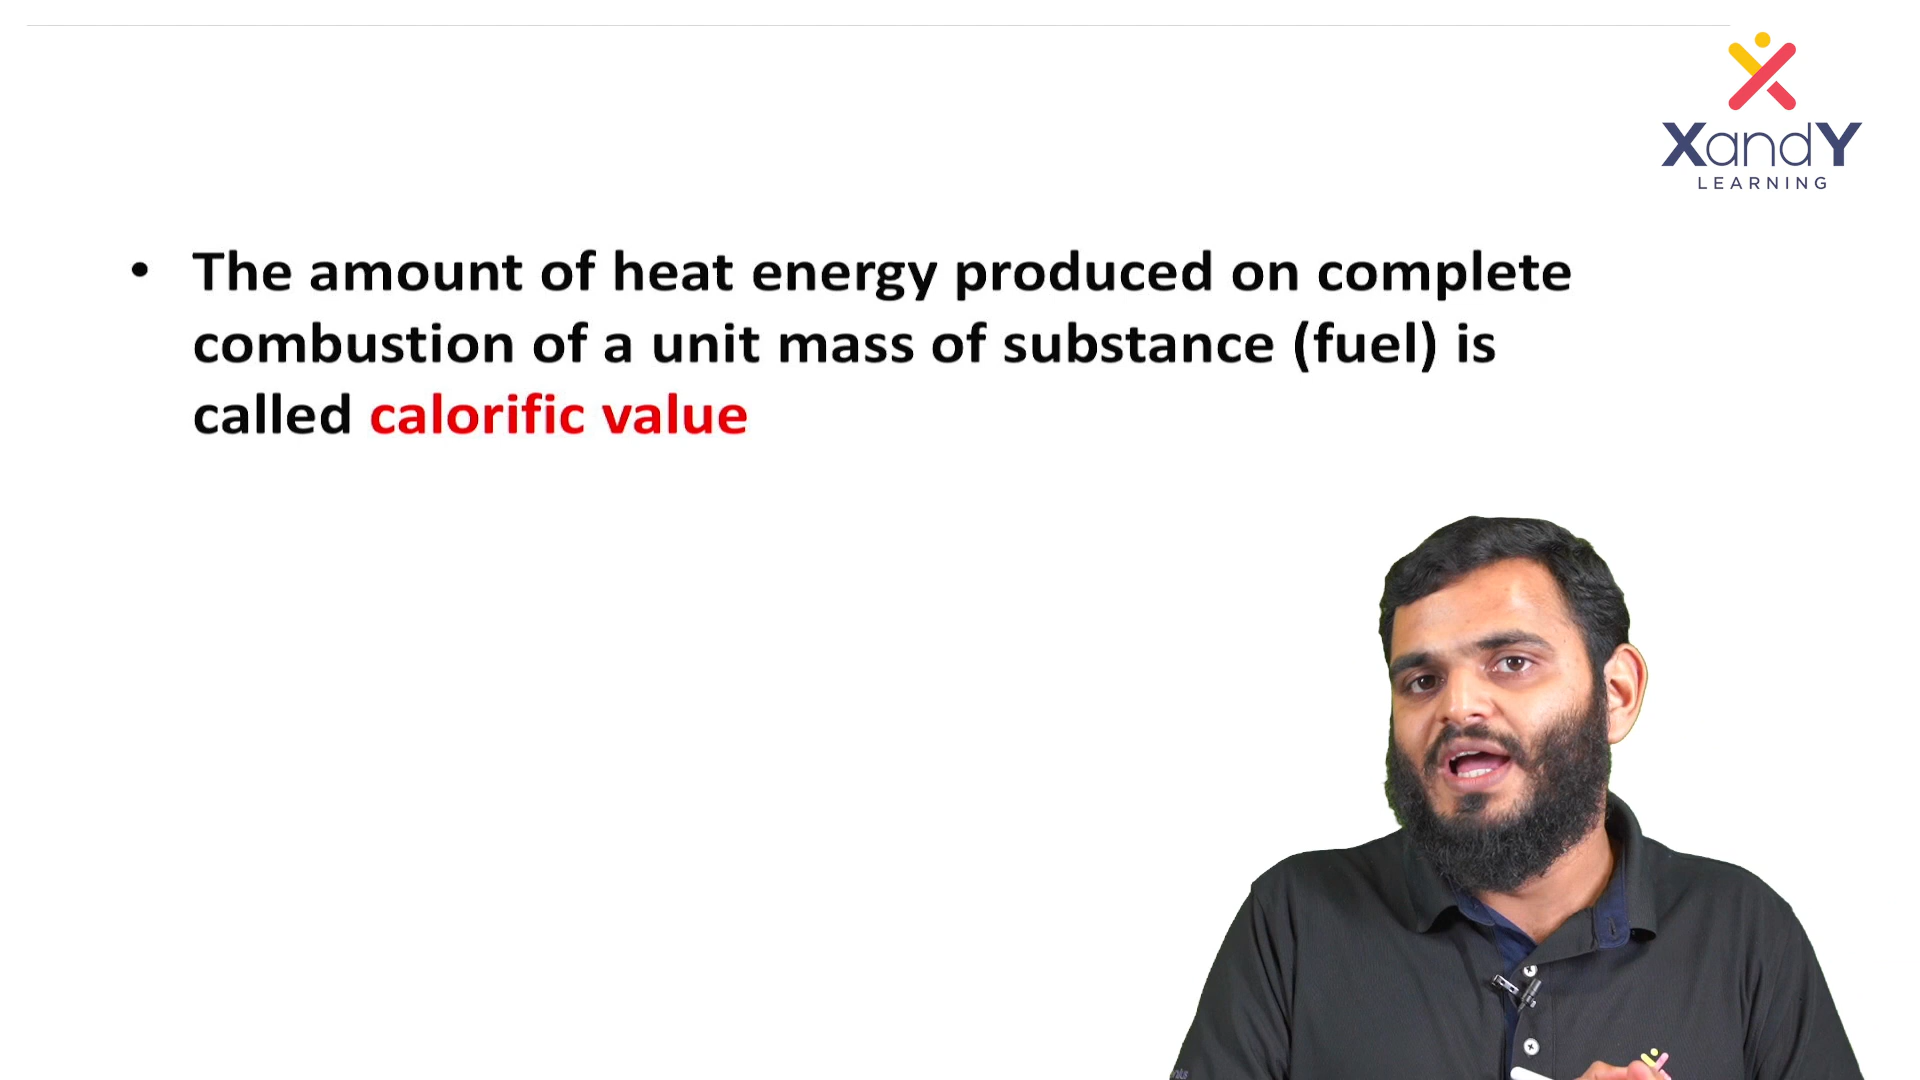 XandY
LEARNING
• The amount of heat energy produced on complete
combustion of a unit mass of substance (fuel) is
called calorific value